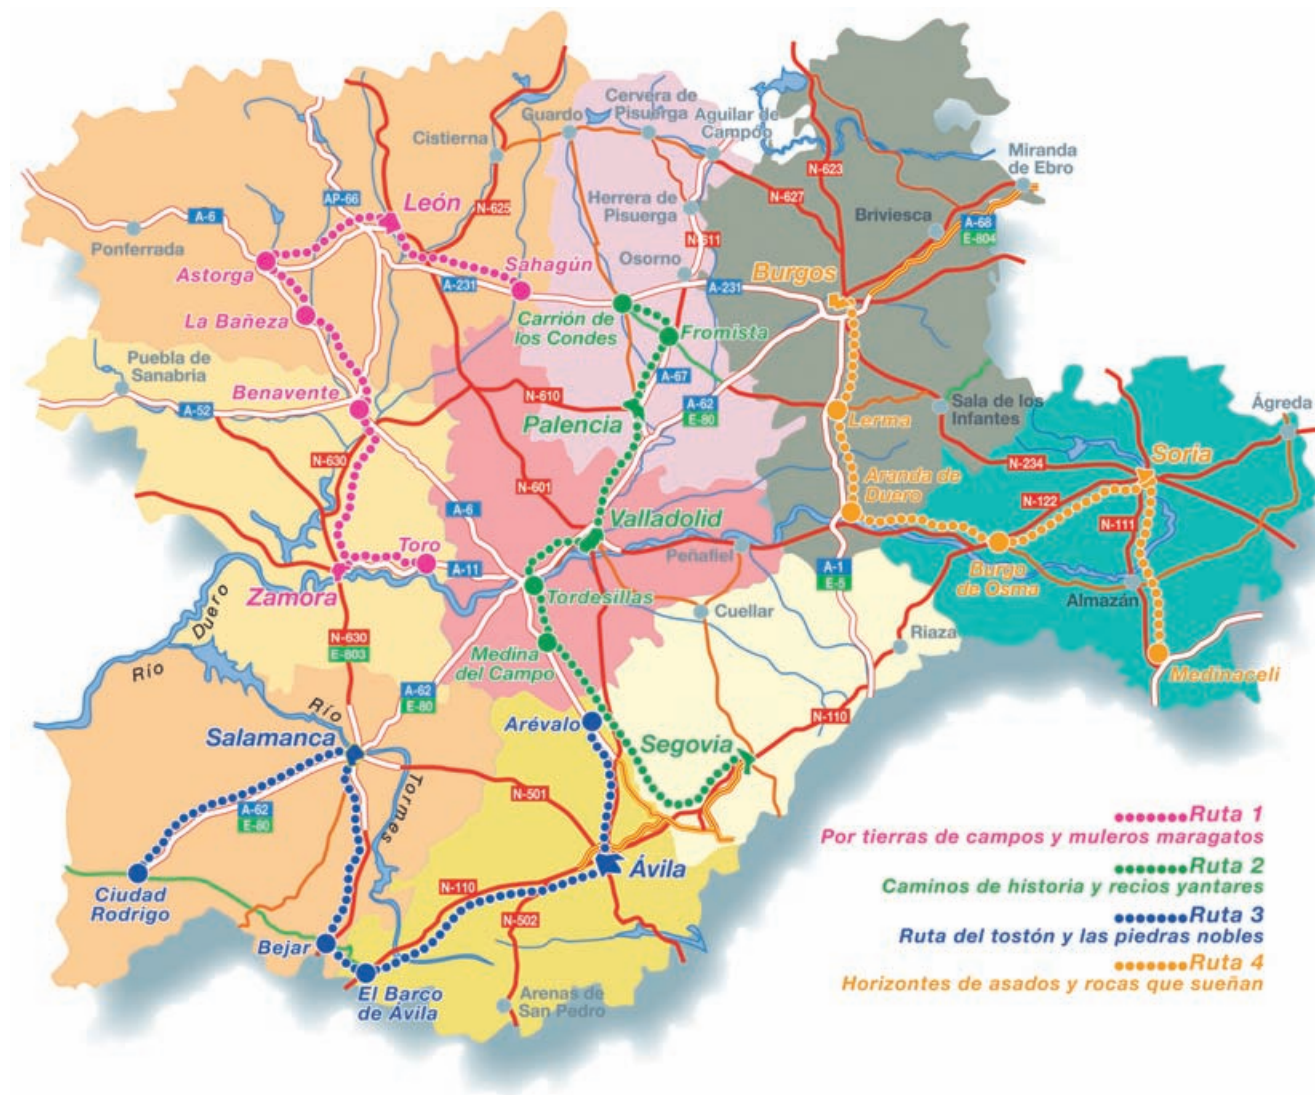 Cervera de
Pisuerga
Guardo
Aguilar de
Campóo
Cistierna
N-623
Miranda
de Ebro
N-627
AP-66
León
N-625
Herrera de
Pisuerga
Briviesca
A-6
A-68
E-804
Ponferrada
N-611
Astorga
Sahagún
Osorno
Burgos
A-231
A-231
La Bañeza
Carrión de
los Condes
Fromista
Puebla de
Sanabria
A-67
Benavente
N-610
A-62
E-80
A-52
Palencia
Lerma
Sala de los
Infantes
Ágreda
N-630
N-601
Soria
N-234
Aranda de
Duero
N-122
A-6
Valladolid
N-111
Toro
Peñafiel
A-11
A-1
E-5
Burgo
de Osma
Zamora
Tordesillas
Almazán
Río Duero
Cuellar
N-630
E-803
Riaza
Medina
del Campo
Medinaceli
A-62
E-80
Río Tormes
Arévalo
N-110
Salamanca
Segovia
N-501
A-62
E-80
Ruta 1
Por tierras de campos y muleros maragatos
Ávila
Ruta 2
Caminos de historia y recios yantares
Ciudad
Rodrigo
N-110
Ruta 3
Ruta del tostón y las piedras nobles
N-502
Bejar
Ruta 4
Horizontes de asados y rocas que sueñan
El Barco
de Ávila
Arenas de
San Pedro